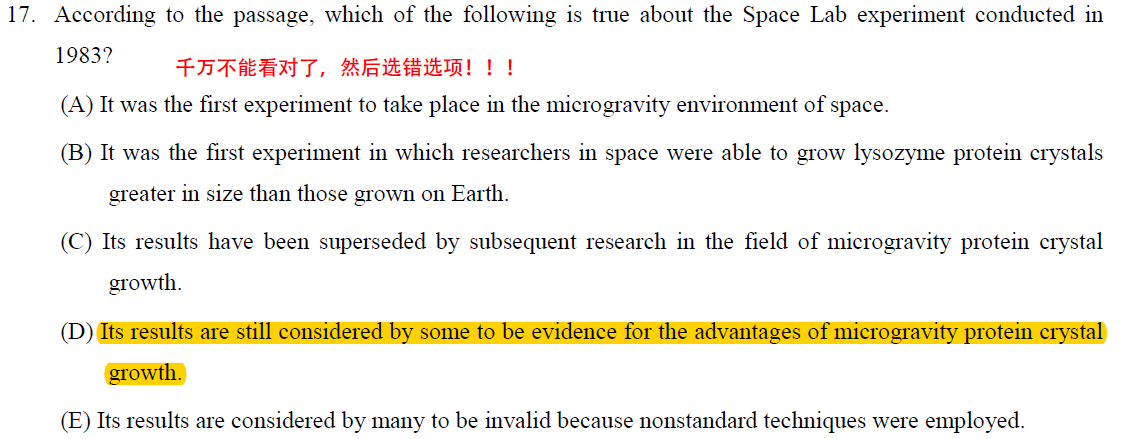 17. According to the passage, which of the following is true about the Space Lab experiment conducted in
1983?
千万不能看对了，然后选错选项！！！
(A) It was the first experiment to take place in the microgravity environment of space.
(B) It was the first experiment in which researchers in space were able to grow lysozyme protein crystals
greater in size than those grown on Earth.
(C) Its results have been superseded by subsequent research in the field of microgravity protein crystal
growth.
(D) Its results are still considered by some to be evidence for the advantages of microgravity protein crystal
growth.
(E) Its results are considered by many to be invalid because nonstandard techniques were employed.